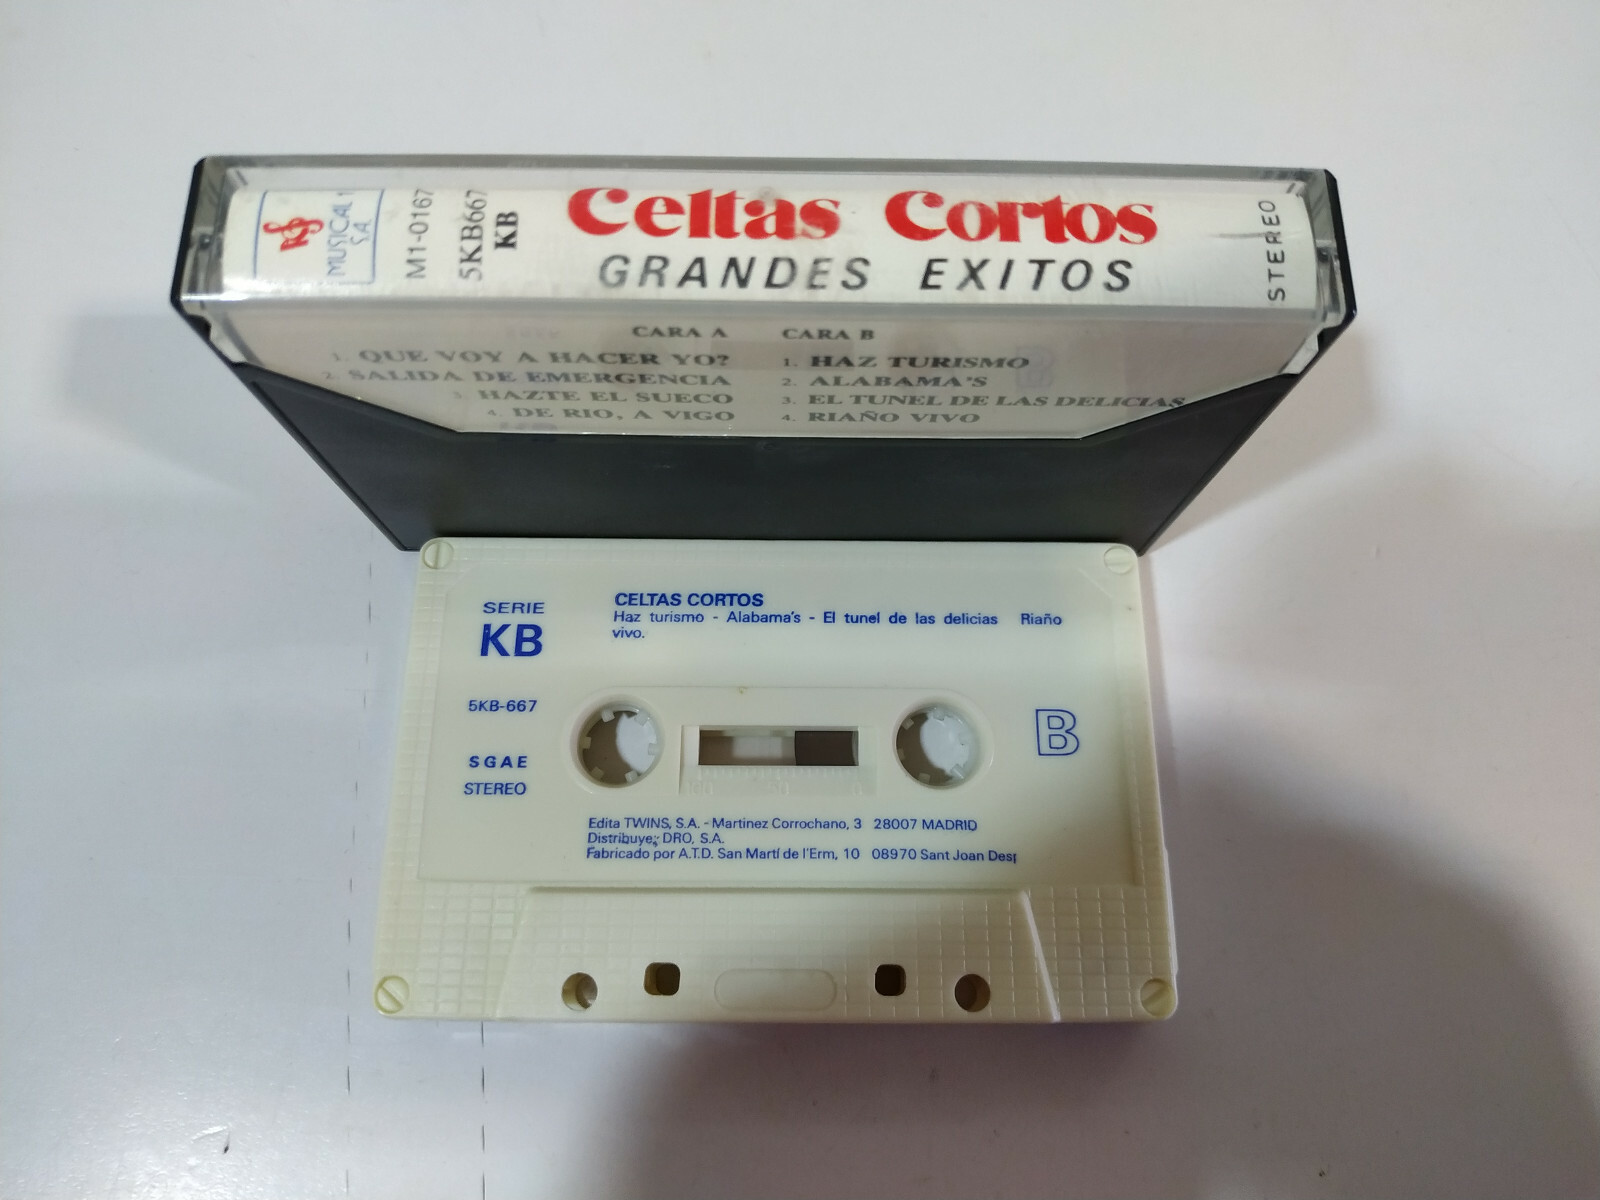 MUSICAL 1
S.A.
M1-0167
5KB667
KB
Celtas Cortos
GRANDES EXITOS
STEREO
CARA A
1. QUE VOY A HACER YO?
2. SALIDA DE EMERGENCIA
3. HAZTE EL SUECO
4. DE RIO, A VIGO
CARA B
1. HAZ TURISMO
2. ALABAMA'S
3. EL TUNEL DE LAS DELICIAS
4. RIAÑO VIVO
SERIE
KB
CELTAS CORTOS
Haz turismo - Alabama's - El tunel de las delicias Riaño
vivo.
5KB-667
SGAE
STEREO
B
Edita TWINS, S.A. - Martinez Corrochano, 3 28007 MADRID
Distribuye; DRO, S.A.
Fabricado por A.T.D. San Martí de l'Erm, 10 08970 Sant Joan Desp